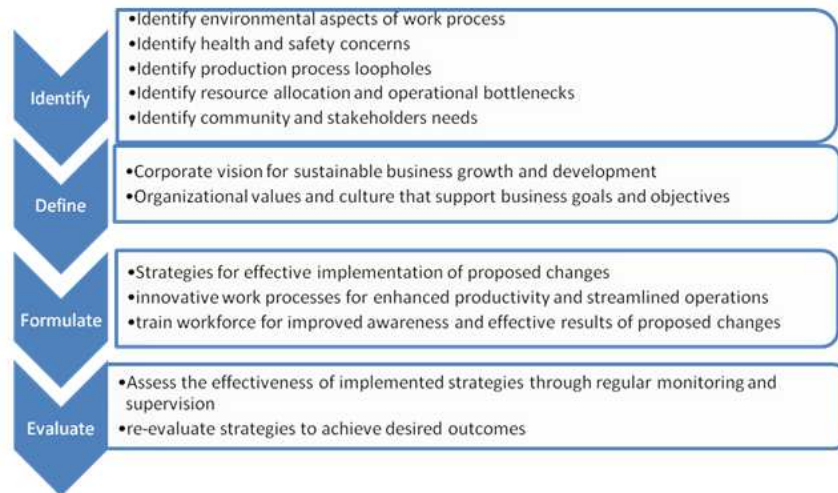 Identify
•Identify environmental aspects of work process
•Identify health and safety concerns
•Identify production process loopholes
•Identify resource allocation and operational bottlenecks
•Identify community and stakeholders needs
Define
•Corporate vision for sustainable business growth and development
•Organizational values and culture that support business goals and objectives
Formulate
•Strategies for effective implementation of proposed changes
•innovative work processes for enhanced productivity and streamlined operations
•train workforce for improved awareness and effective results of proposed changes
Evaluate
•Assess the effectiveness of implemented strategies through regular monitoring and
supervision
•re-evaluate strategies to achieve desired outcomes